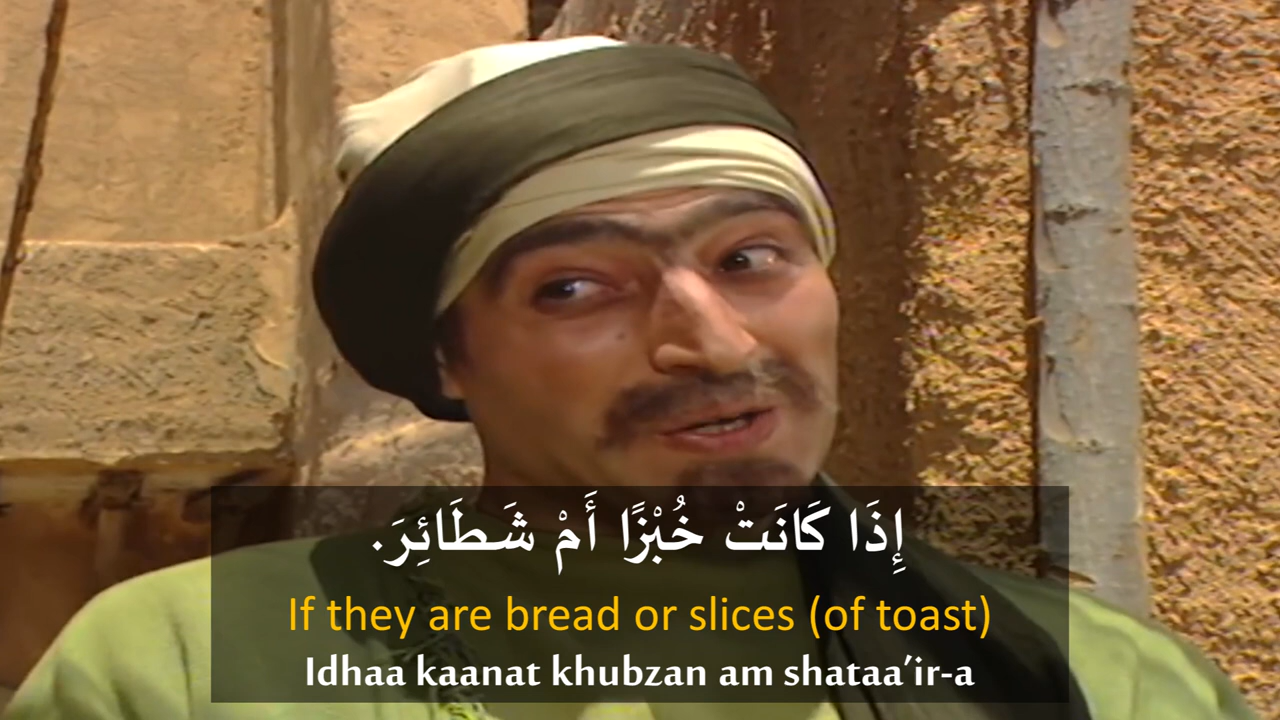 إِذَا كَانَتْ خُبْزًا أَمْ شَطَائِرَ.
If they are bread or slices (of toast)
Idhaa kaanat khubzan am shataa’ir-a